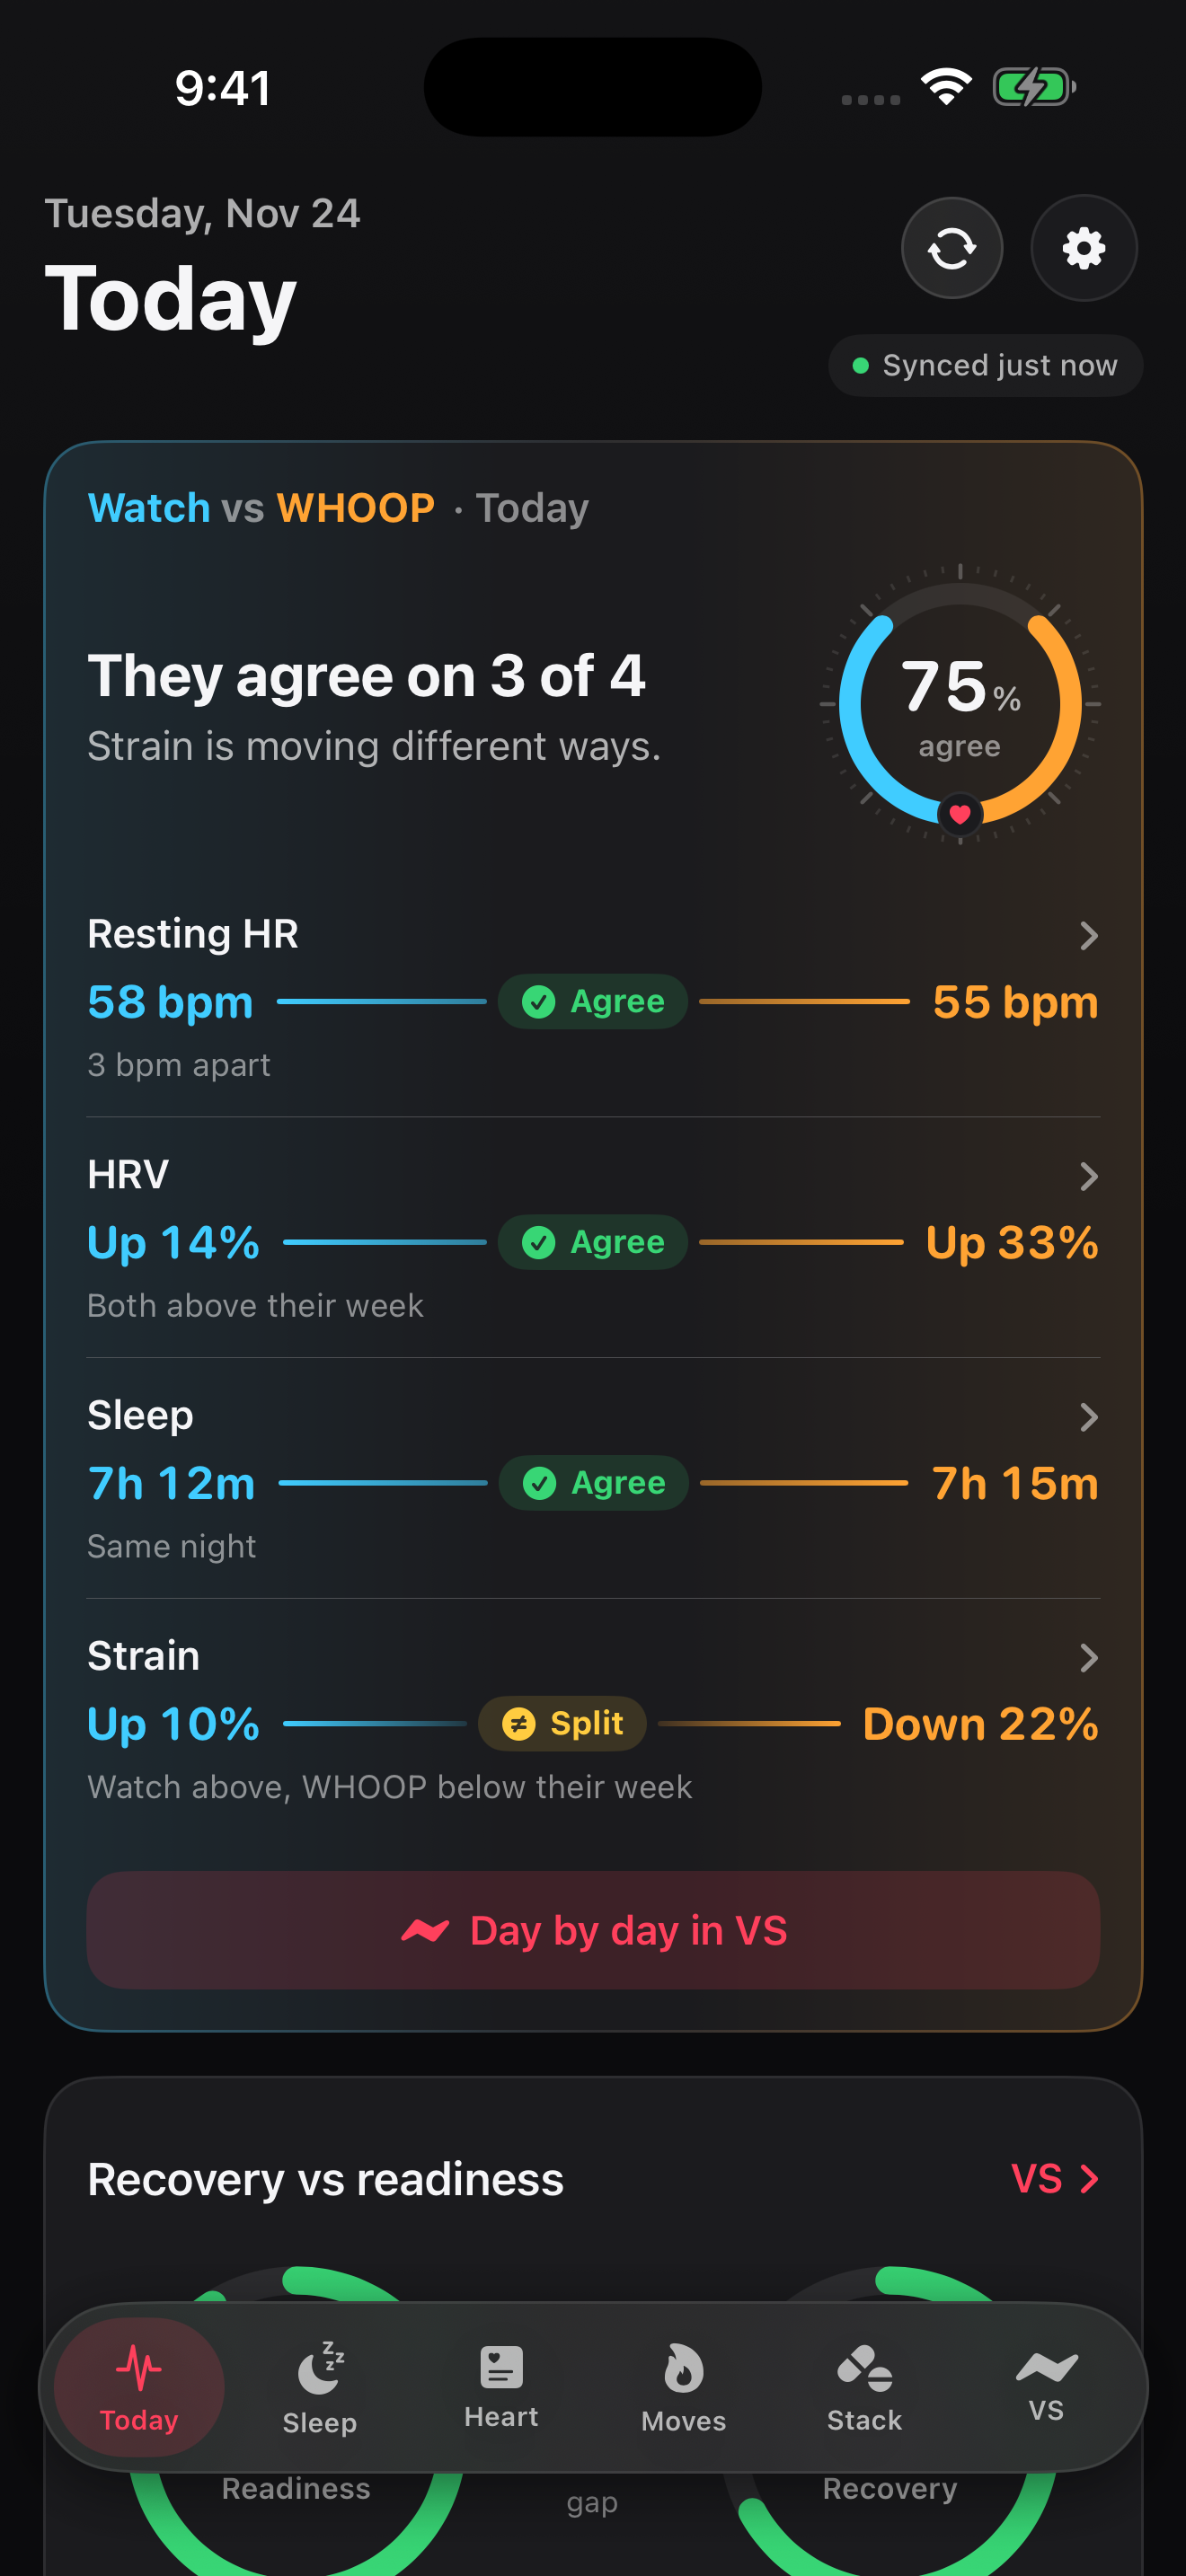 9:41
Tuesday, Nov 24
Today
Synced just now
Watch vs WHOOP · Today
They agree on 3 of 4
Strain is moving different ways.
75%
agree
Resting HR
58 bpm Agree 55 bpm
3 bpm apart
HRV
Up 14% Agree Up 33%
Both above their week
Sleep
7h 12m Agree 7h 15m
Same night
Strain
Up 10% Split Down 22%
Watch above, WHOOP below their week
Day by day in VS
Recovery vs readiness VS
Today Sleep Heart Moves Stack VS
Readiness gap Recovery